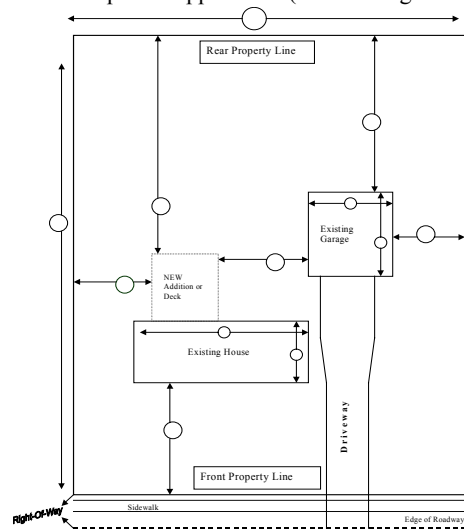 Rear Property Line
Existing
Garage
NEW
Addition or
Deck
Existing House
Driveway
Front Property Line
Right-Of-Way
Sidewalk
Edge of Roadway